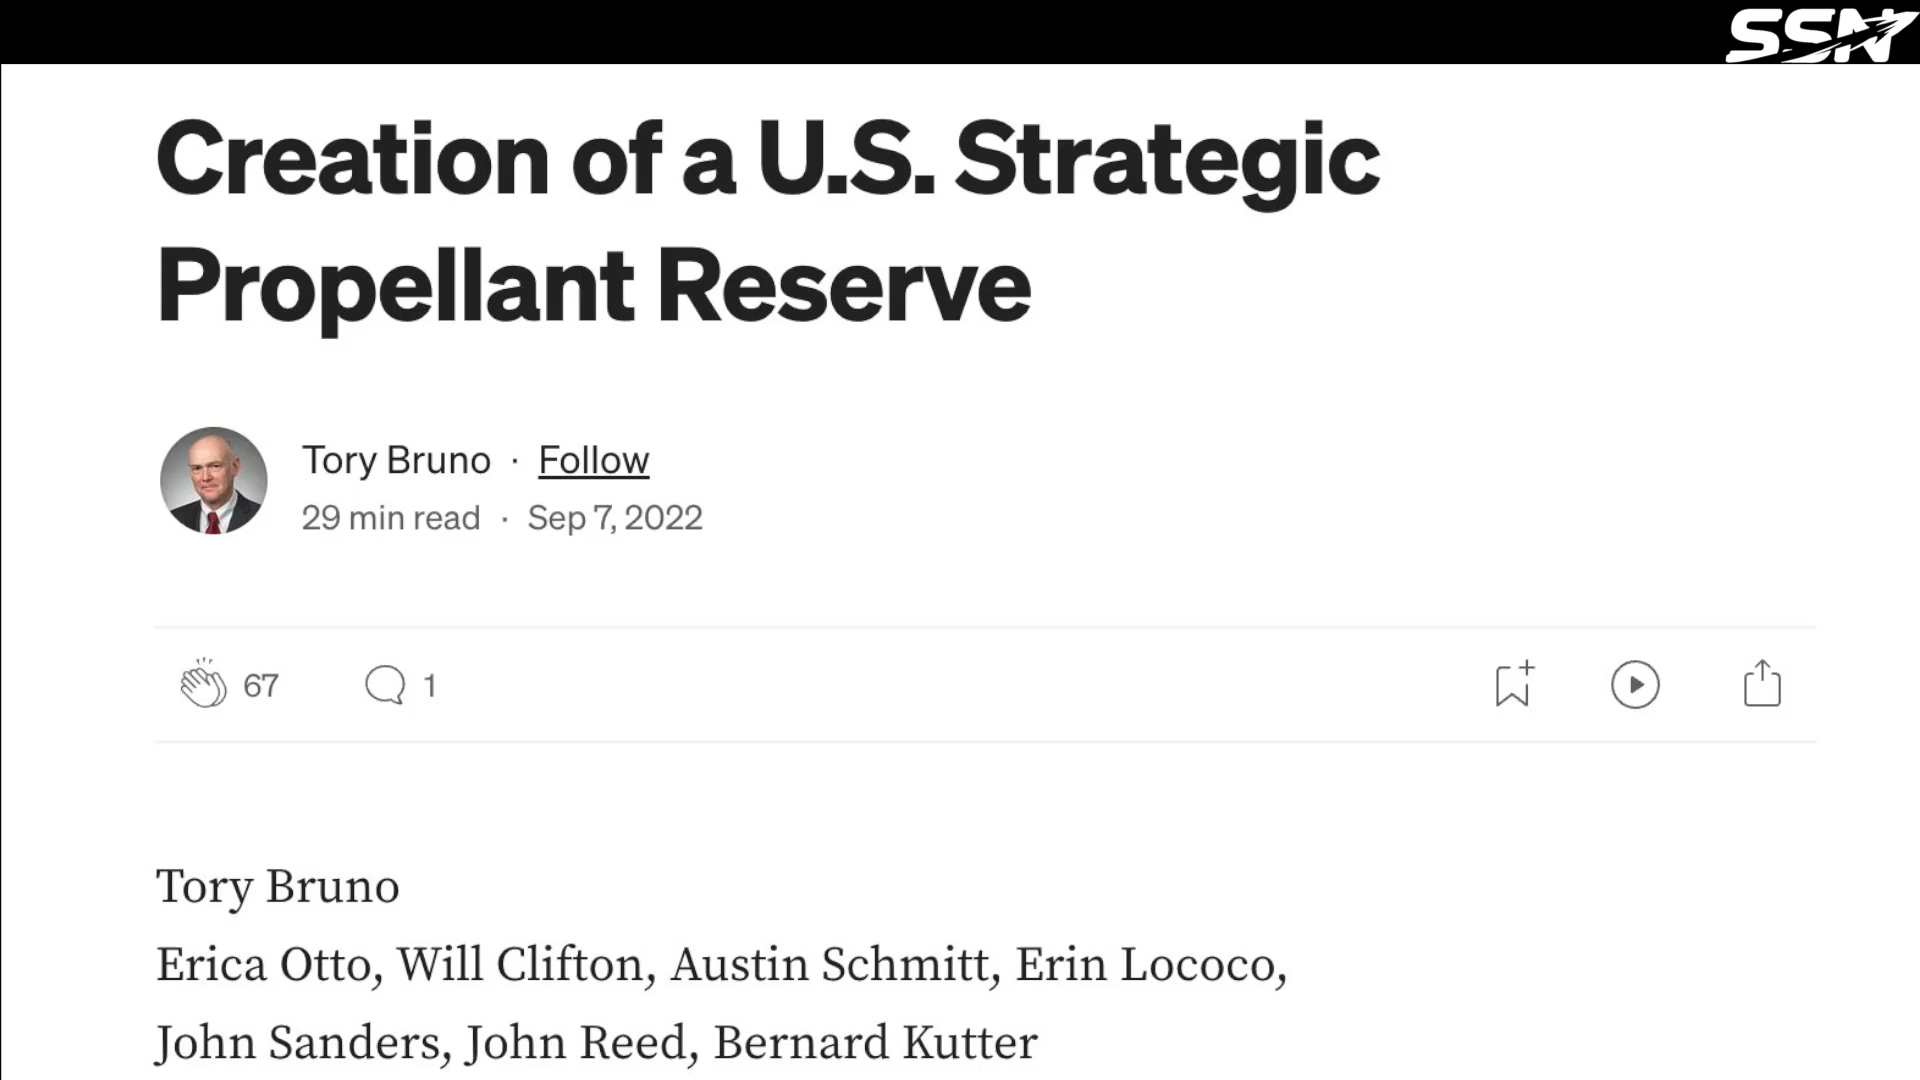 SSN
Creation of a U.S. Strategic
Propellant Reserve
Tory Bruno · Follow
29 min read · Sep 7, 2022
67 1
Tory Bruno
Erica Otto, Will Clifton, Austin Schmitt, Erin Lococo,
John Sanders, John Reed, Bernard Kutter